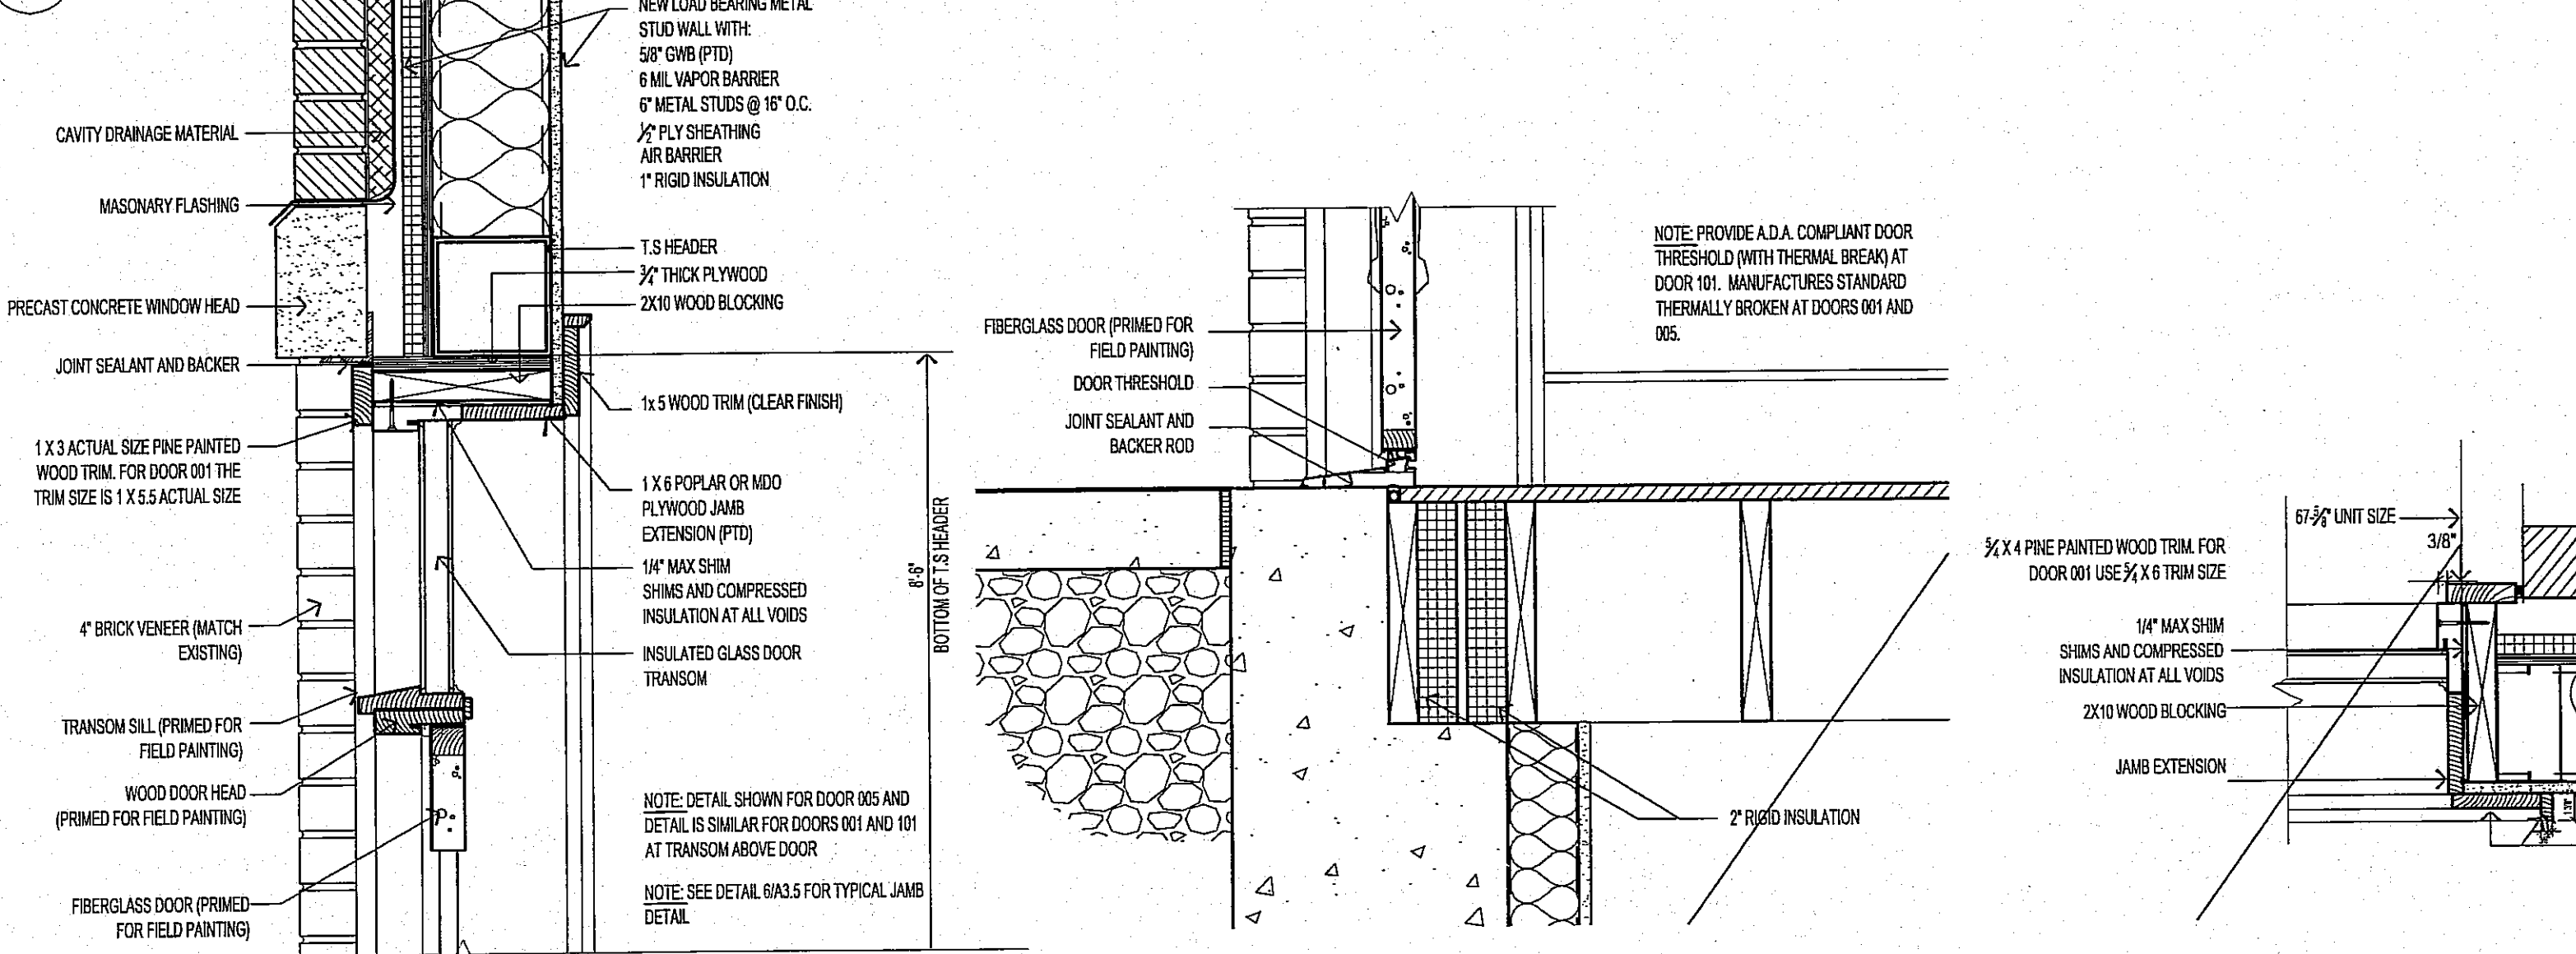 NEW LOAD BEARING METAL
STUD WALL WITH:
5/8" GWB (PTD)
6 MIL VAPOR BARRIER
6" METAL STUDS @ 16" O.C.
1/2" PLY SHEATHING
AIR BARRIER
1" RIGID INSULATION
CAVITY DRAINAGE MATERIAL
MASONARY FLASHING
PRECAST CONCRETE WINDOW HEAD
JOINT SEALANT AND BACKER
1 X 3 ACTUAL SIZE PINE PAINTED
WOOD TRIM. FOR DOOR 001 THE
TRIM SIZE IS 1 X 5.5 ACTUAL SIZE
4" BRICK VENEER (MATCH
EXISTING)
TRANSOM SILL (PRIMED FOR
FIELD PAINTING)
WOOD DOOR HEAD
(PRIMED FOR FIELD PAINTING)
FIBERGLASS DOOR (PRIMED
FOR FIELD PAINTING)
T.S HEADER
3/4" THICK PLYWOOD
2X10 WOOD BLOCKING
1x 5 WOOD TRIM (CLEAR FINISH)
1 X 6 POPLAR OR MDO
PLYWOOD JAMB
EXTENSION (PTD)
1/4" MAX SHIM
SHIMS AND COMPRESSED
INSULATION AT ALL VOIDS
INSULATED GLASS DOOR
TRANSOM
NOTE: DETAIL SHOWN FOR DOOR 005 AND
DETAIL IS SIMILAR FOR DOORS 001 AND 101
AT TRANSOM ABOVE DOOR
NOTE: SEE DETAIL 6/A3.5 FOR TYPICAL JAMB
DETAIL
8'-6"
BOTTOM OF T.S HEADER
FIBERGLASS DOOR (PRIMED FOR
FIELD PAINTING)
DOOR THRESHOLD
JOINT SEALANT AND
BACKER ROD
NOTE: PROVIDE A.D.A. COMPLIANT DOOR
THRESHOLD (WITH THERMAL BREAK) AT
DOOR 101. MANUFACTURES STANDARD
THERMALLY BROKEN AT DOORS 001 AND
005.
2" RIGID INSULATION
67-5/8" UNIT SIZE
3/8"
5/4 X 4 PINE PAINTED WOOD TRIM. FOR
DOOR 001 USE 5/4 X 6 TRIM SIZE
1/4" MAX SHIM
SHIMS AND COMPRESSED
INSULATION AT ALL VOIDS
2X10 WOOD BLOCKING
JAMB EXTENSION